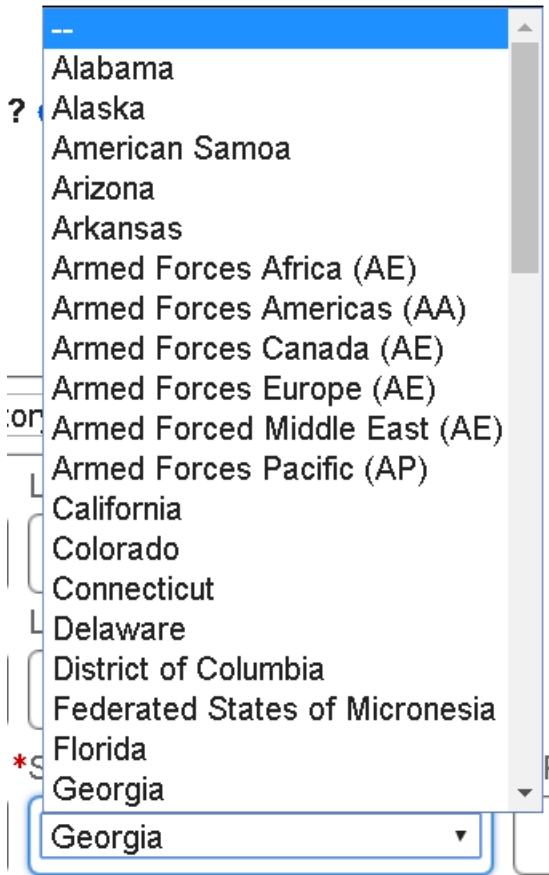 --
Alabama
? Alaska
American Samoa
Arizona
Arkansas
Armed Forces Africa (AE)
Armed Forces Americas (AA)
Armed Forces Canada (AE)
Armed Forces Europe (AE)
Armed Forced Middle East (AE)
Armed Forces Pacific (AP)
California
Colorado
Connecticut
Delaware
District of Columbia
Federated States of Micronesia
Florida
*S
Georgia
Georgia